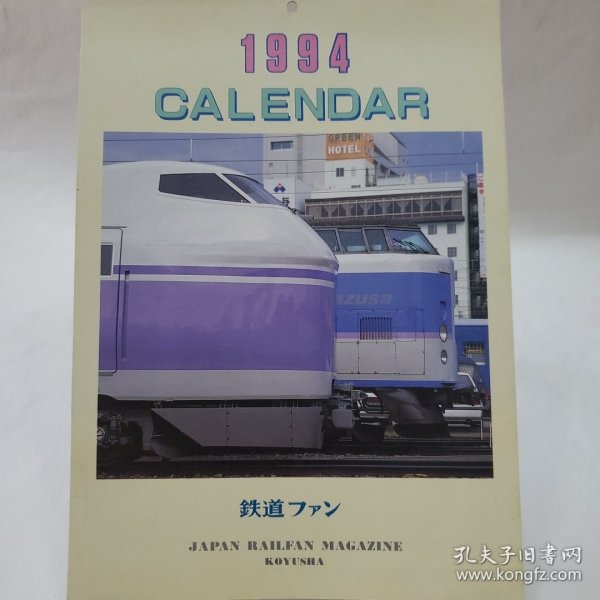 1994
CALENDAR
GREEN
HOTEL
azusa
鉄道ファン
JAPAN RAILFAN MAGAZINE
KOYUSHA
孔夫子旧书网
www.kongfz.com